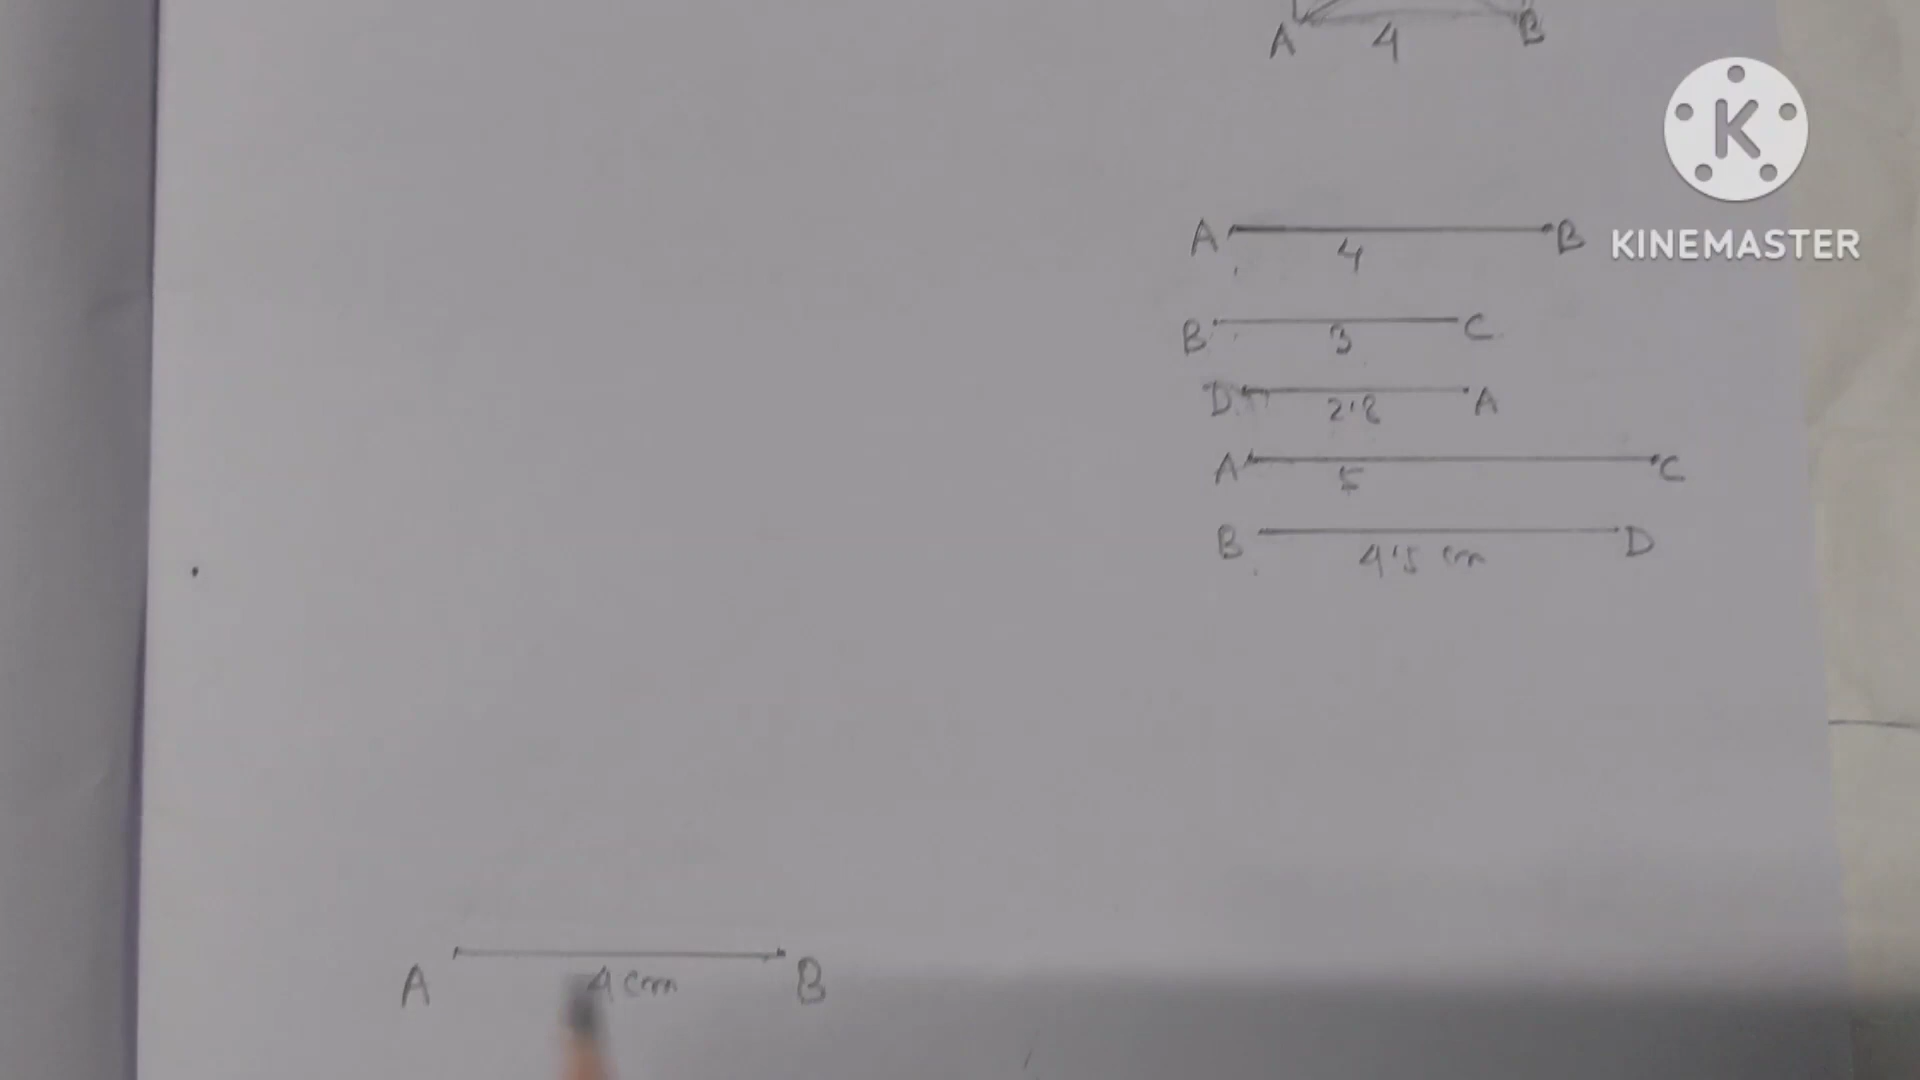 A 4 B
A 4 B
B 3 C
D 2.8 A
A 5 C
B 4.5 cm D
A 4 cm B
K
KINEMASTER